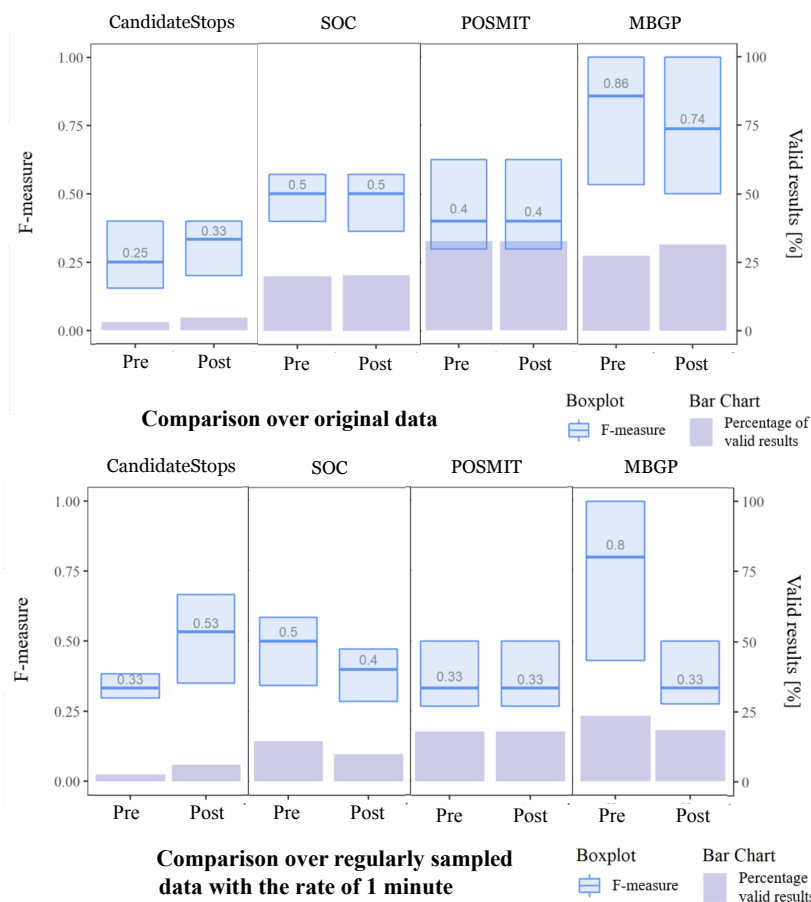 CandidateStops SOC POSMIT MBGP
1.00 100
0.86
0.75 0.74 75
F-measure Valid results [%]
0.50 0.5 0.5 50
0.4 0.4
0.33
0.25 0.25 25
0.00 0
Pre Post Pre Post Pre Post Pre Post
Comparison over original data
Boxplot Bar Chart
F-measure Percentage of
valid results
CandidateStops SOC POSMIT MBGP
1.00 100
0.8
0.75 75
F-measure Valid results [%]
0.53
0.50 0.5 50
0.4
0.33 0.33 0.33 0.33
0.25 25
0.00 0
Pre Post Pre Post Pre Post Pre Post
Comparison over regularly sampled
data with the rate of 1 minute
Boxplot Bar Chart
F-measure Percentage
valid results